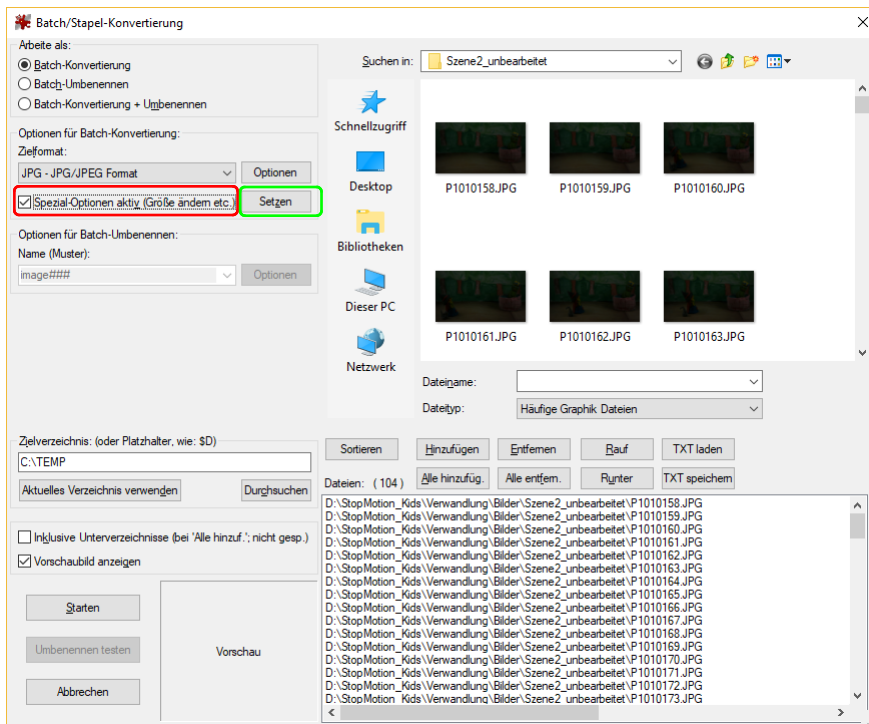 Batch/Stapel-Konvertierung
Arbeite als:
Batch-Konvertierung
Batch-Umbenennen
Batch-Konvertierung + Umbenennen
Optionen für Batch-Konvertierung:
Zielformat:
JPG - JPG/JPEG Format
Optionen
Spezial-Optionen aktiv (Größe ändern etc.)
Setzen
Optionen für Batch-Umbenennen:
Name (Muster):
image###
Optionen
Zielverzeichnis: (oder Platzhalter, wie: $D)
C:\TEMP
Aktuelles Verzeichnis verwenden
Durchsuchen
Inklusive Unterverzeichnisse (bei 'Alle hinzuf.'; nicht gesp.)
Vorschaubild anzeigen
Starten
Umbenennen testen
Abbrechen
Vorschau
Suchen in:
Szene2_unbearbeitet
Schnellzugriff
Desktop
Bibliotheken
Dieser PC
Netzwerk
P1010158.JPG
P1010159.JPG
P1010160.JPG
P1010161.JPG
P1010162.JPG
P1010163.JPG
Dateiname:
Dateityp:
Häufige Graphik Dateien
Sortieren
Hinzufügen
Entfernen
Rauf
TXT laden
Dateien: ( 104 )
Alle hinzufüg.
Alle entfern.
Runter
TXT speichern
D:\StopMotion_Kids\Verwandlung\Bilder\Szene2_unbearbeitet\P1010158.JPG
D:\StopMotion_Kids\Verwandlung\Bilder\Szene2_unbearbeitet\P1010159.JPG
D:\StopMotion_Kids\Verwandlung\Bilder\Szene2_unbearbeitet\P1010160.JPG
D:\StopMotion_Kids\Verwandlung\Bilder\Szene2_unbearbeitet\P1010161.JPG
D:\StopMotion_Kids\Verwandlung\Bilder\Szene2_unbearbeitet\P1010162.JPG
D:\StopMotion_Kids\Verwandlung\Bilder\Szene2_unbearbeitet\P1010163.JPG
D:\StopMotion_Kids\Verwandlung\Bilder\Szene2_unbearbeitet\P1010164.JPG
D:\StopMotion_Kids\Verwandlung\Bilder\Szene2_unbearbeitet\P1010165.JPG
D:\StopMotion_Kids\Verwandlung\Bilder\Szene2_unbearbeitet\P1010166.JPG
D:\StopMotion_Kids\Verwandlung\Bilder\Szene2_unbearbeitet\P1010167.JPG
D:\StopMotion_Kids\Verwandlung\Bilder\Szene2_unbearbeitet\P1010168.JPG
D:\StopMotion_Kids\Verwandlung\Bilder\Szene2_unbearbeitet\P1010169.JPG
D:\StopMotion_Kids\Verwandlung\Bilder\Szene2_unbearbeitet\P1010170.JPG
D:\StopMotion_Kids\Verwandlung\Bilder\Szene2_unbearbeitet\P1010171.JPG
D:\StopMotion_Kids\Verwandlung\Bilder\Szene2_unbearbeitet\P1010172.JPG
D:\StopMotion_Kids\Verwandlung\Bilder\Szene2_unbearbeitet\P1010173.JPG